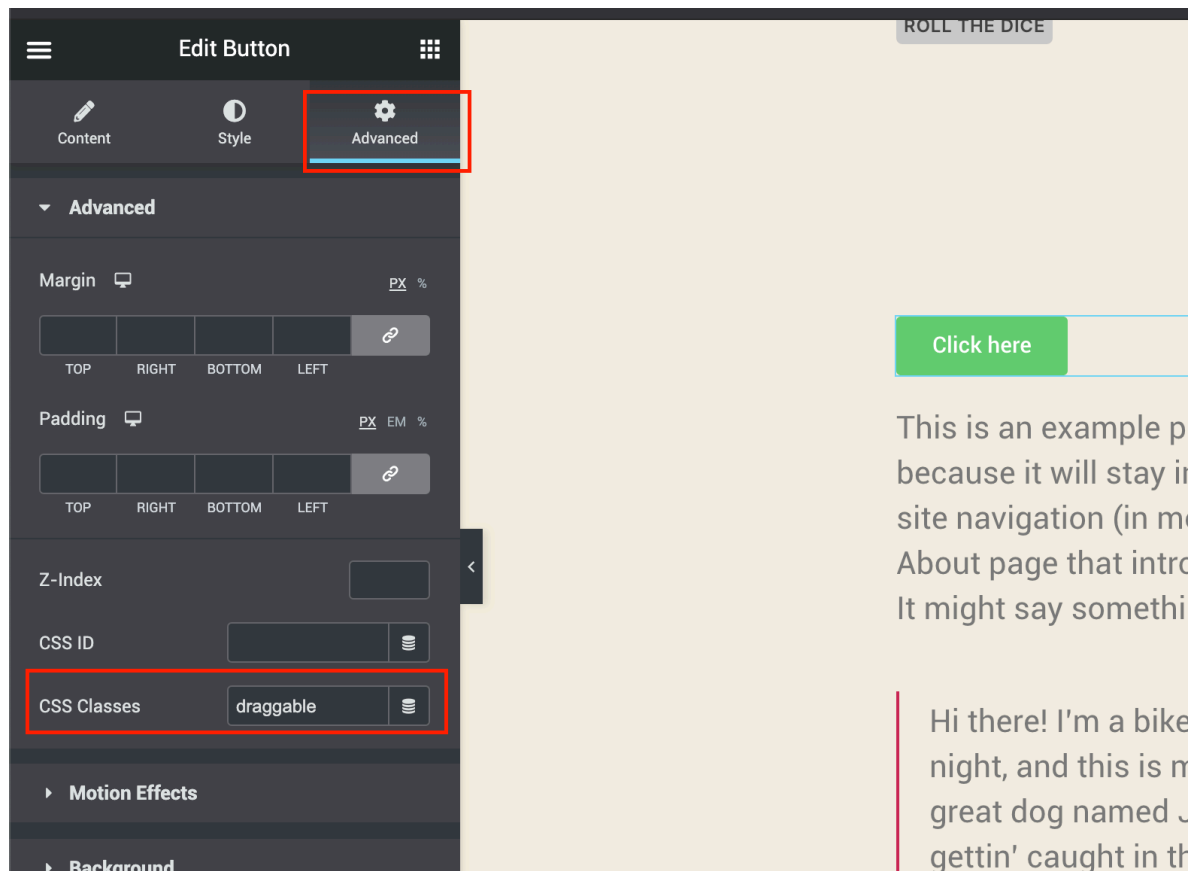 Edit Button
Content
Style
Advanced
Advanced
Margin
PX %
TOP RIGHT BOTTOM LEFT
Padding
PX EM %
TOP RIGHT BOTTOM LEFT
Z-Index
CSS ID
CSS Classes
draggable
Motion Effects
Background
ROLL THE DICE
Click here
This is an example p
because it will stay i
site navigation (in m
About page that intro
It might say somethi
Hi there! I'm a bike
night, and this is m
great dog named J
gettin' caught in th